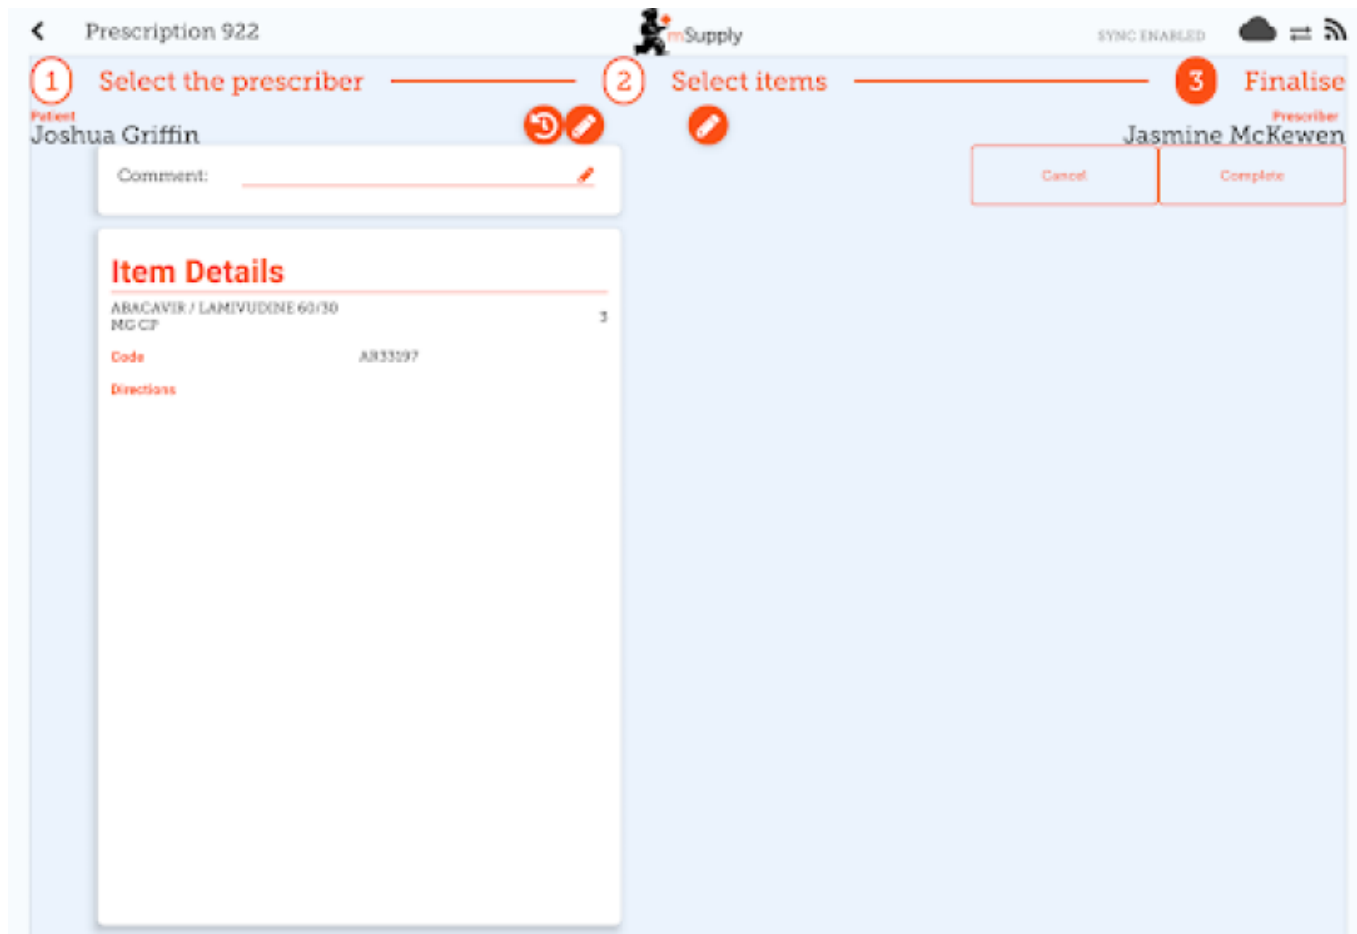 Prescription 922
mSupply
SYNC ENABLED
1 Select the prescriber
2 Select items
3 Finalise
Patient
Joshua Griffin
Prescriber
Jasmine McKewen
Comment:
Cancel
Complete
Item Details
ABACAVIR / LAMIVUDINE 60/30
MG CP
3
Code
AR33197
Directions